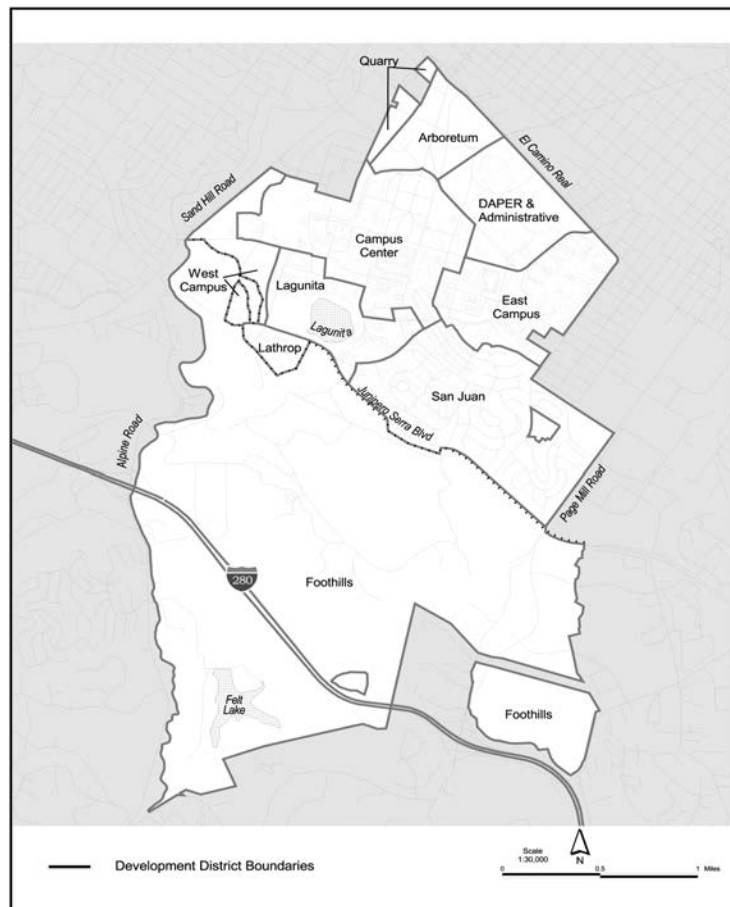 Quarry
Arboretum
El Camino Real
DAPER &
Administrative
Sand Hill Road
Campus
Center
West
Campus
Lagunita
East
Campus
Lagunita
Lathrop
San Juan
Junipero Serra Blvd
Alpine Road
Page Mill Road
280
Foothills
Felt
Lake
Foothills
Development District Boundaries
Scale
1:30,000
N
0 0.5 1 Miles